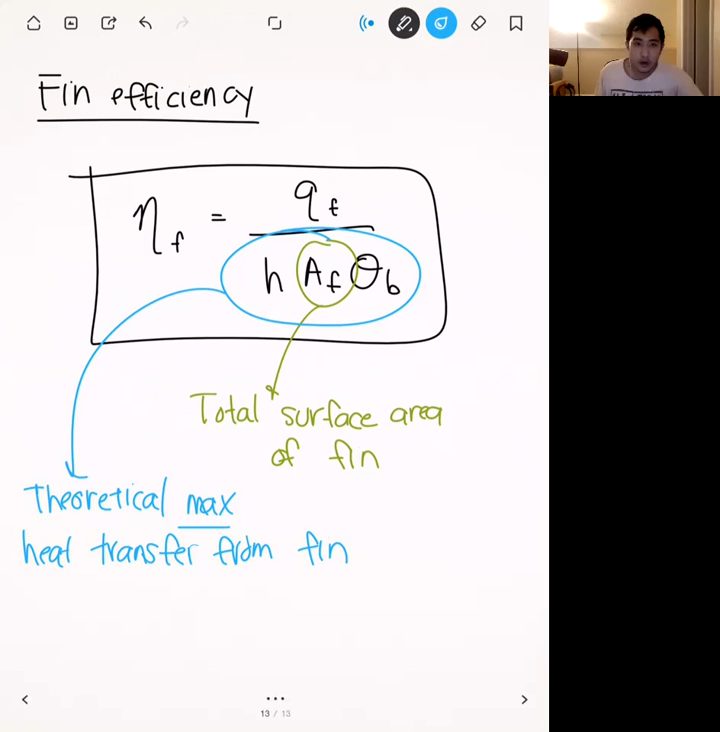 Fin efficiency
η_f = q_f / h A_f θ_b
Total surface area
of fin
Theoretical max
heat transfer from fin
13 / 13